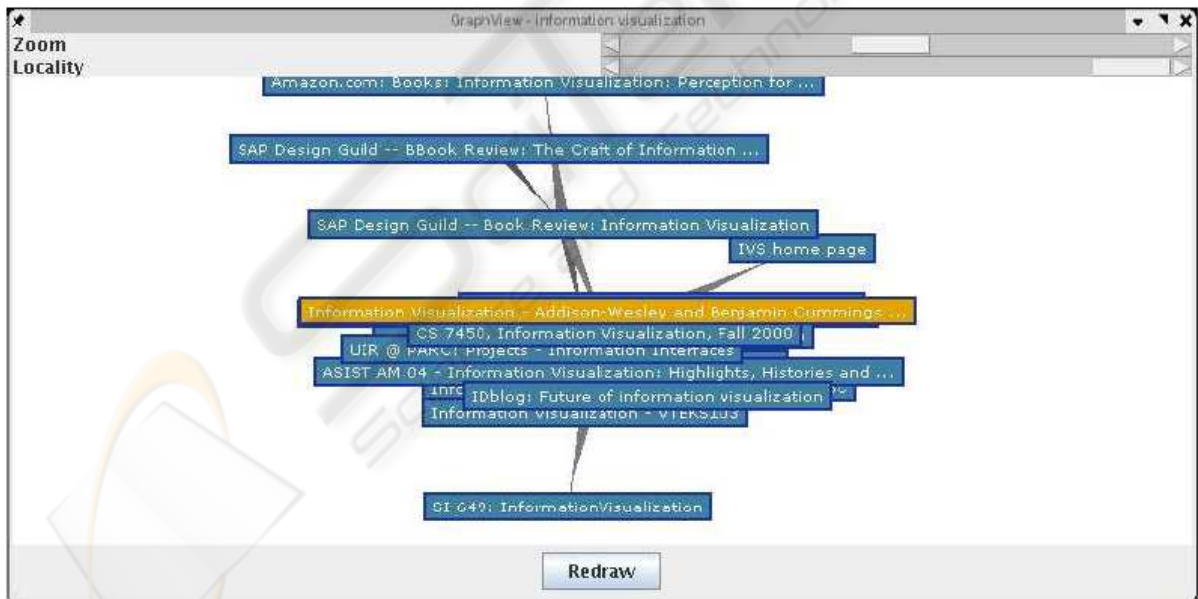 GraphView - information visualization
Zoom
Locality
Amazon.com: Books: Information Visualization: Perception for ...
SAP Design Guild -- BBook Review: The Craft of Information ...
SAP Design Guild -- Book Review: Information Visualization
IVS home page
Information Visualization - Addison-Wesley and Benjamin Cummings ...
CS 7450, Information Visualization, Fall 2000
UIR @ PARC: Projects - Information Interfaces
ASIST AM 04 - Information Visualization: Highlights, Histories and ...
IDblog: Future of information visualization
Information Visualization - VTEKS103
SI 649: InformationVisualization
Redraw